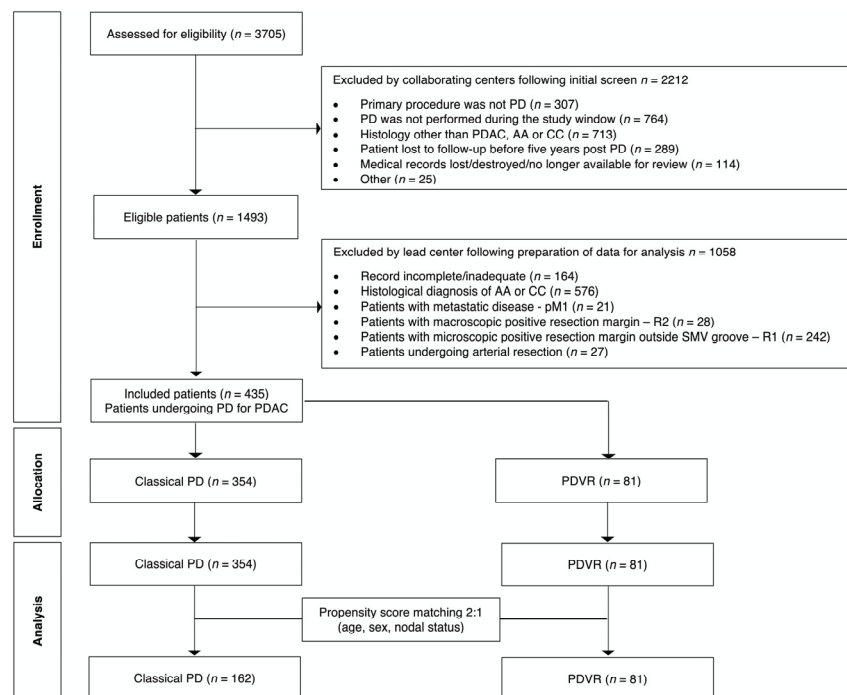 Enrollment
Assessed for eligibility (n = 3705)
Excluded by collaborating centers following initial screen n = 2212
• Primary procedure was not PD (n = 307)
• PD was not performed during the study window (n = 764)
• Histology other than PDAC, AA or CC (n = 713)
• Patient lost to follow-up before five years post PD (n = 289)
• Medical records lost/destroyed/no longer available for review (n = 114)
• Other (n = 25)
Eligible patients (n = 1493)
Excluded by lead center following preparation of data for analysis n = 1058
• Record incomplete/inadequate (n = 164)
• Histological diagnosis of AA or CC (n = 576)
• Patients with metastatic disease - pM1 (n = 21)
• Patients with macroscopic positive resection margin – R2 (n = 28)
• Patients with microscopic positive resection margin outside SMV groove – R1 (n = 242)
• Patients undergoing arterial resection (n = 27)
Included patients (n = 435)
Patients undergoing PD for PDAC
Allocation
Classical PD (n = 354)
PDVR (n = 81)
Analysis
Classical PD (n = 354)
PDVR (n = 81)
Propensity score matching 2:1
(age, sex, nodal status)
Classical PD (n = 162)
PDVR (n = 81)